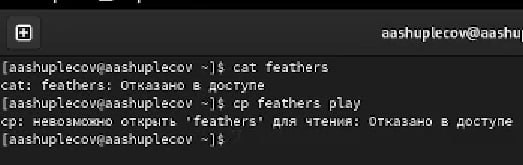 aashuplecov@aashu
[aashuplecov@aashuplecov ~]$ cat feathers
cat: feathers: Отказано в доступе
[aashuplecov@aashuplecov ~]$ cp feathers play
cp: невозможно открыть 'feathers' для чтения: Отказано в доступе
[aashuplecov@aashuplecov ~]$